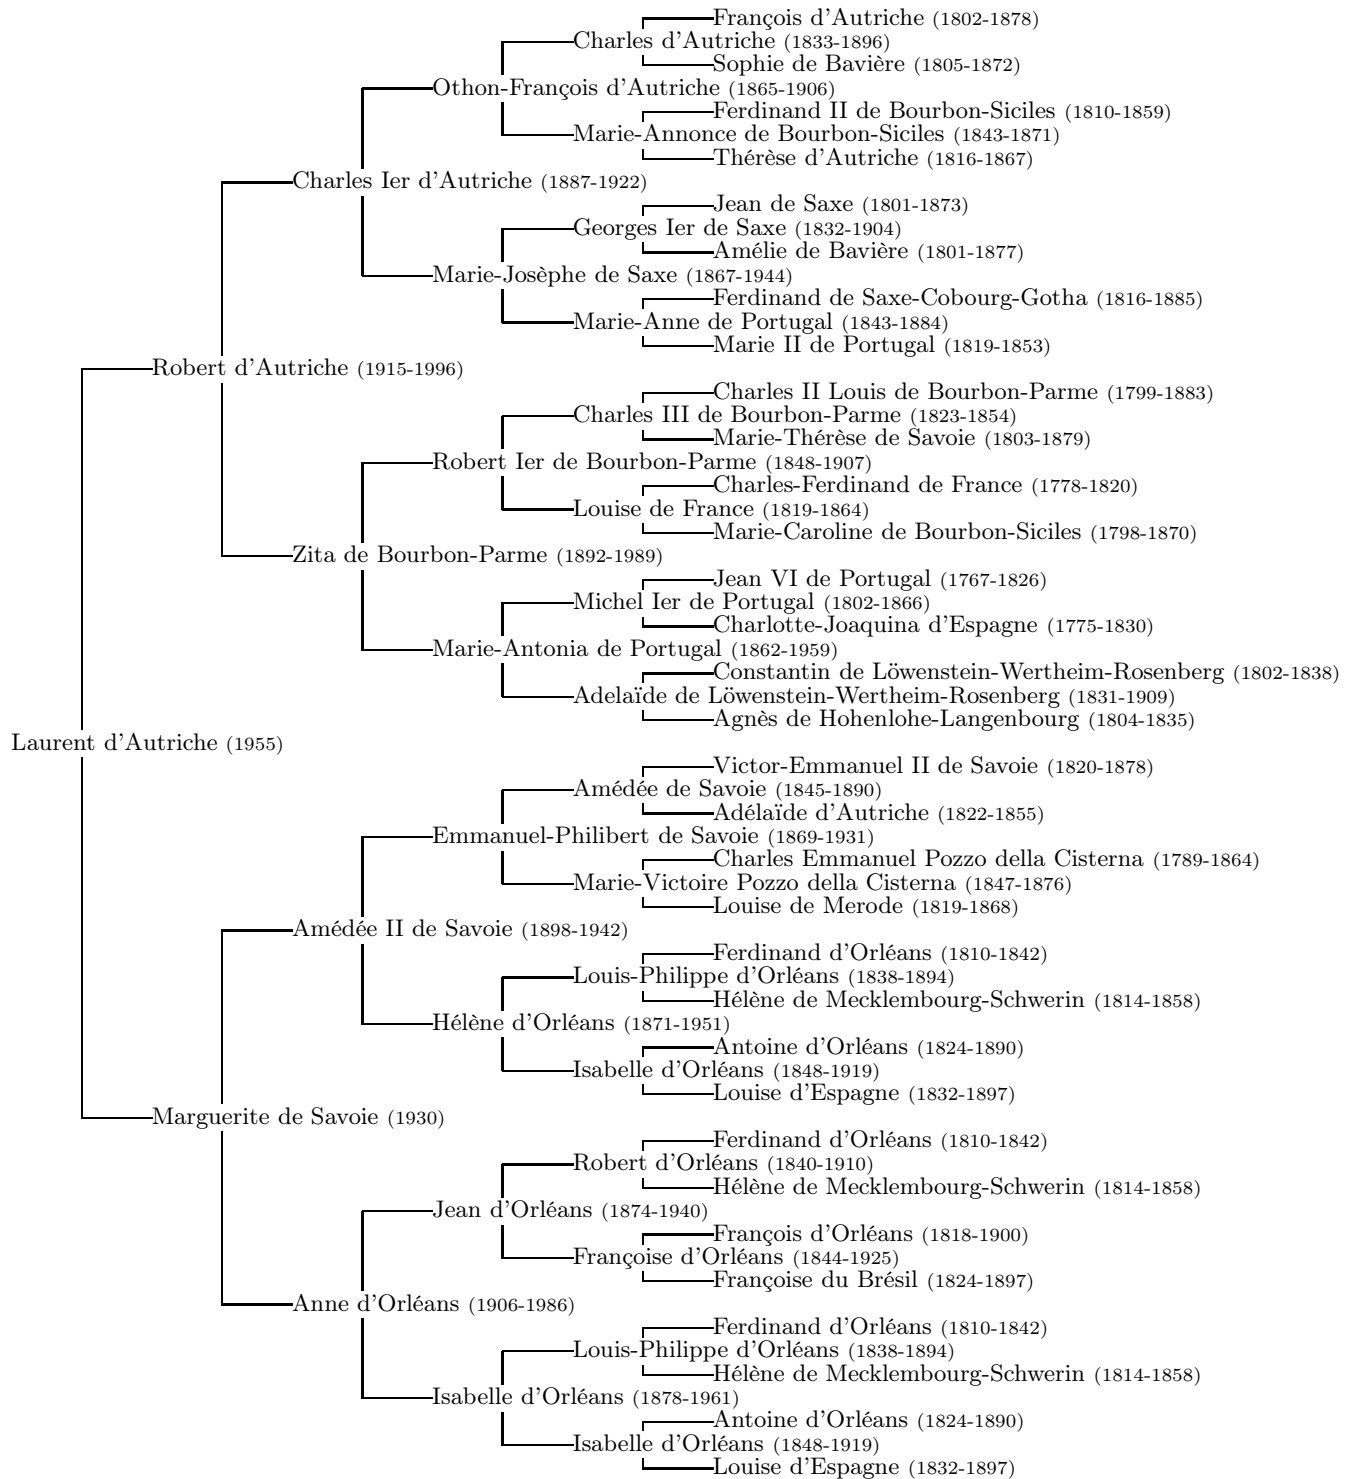 François d'Autriche (1802-1878)
Charles d'Autriche (1833-1896)
Sophie de Bavière (1805-1872)
Othon-François d'Autriche (1865-1906)
Ferdinand II de Bourbon-Siciles (1810-1859)
Marie-Annonce de Bourbon-Siciles (1843-1871)
Thérèse d'Autriche (1816-1867)
Charles Ier d'Autriche (1887-1922)
Jean de Saxe (1801-1873)
Georges Ier de Saxe (1832-1904)
Amélie de Bavière (1801-1877)
Marie-Josèphe de Saxe (1867-1944)
Ferdinand de Saxe-Cobourg-Gotha (1816-1885)
Marie-Anne de Portugal (1843-1884)
Marie II de Portugal (1819-1853)
Robert d'Autriche (1915-1996)
Charles II Louis de Bourbon-Parme (1799-1883)
Charles III de Bourbon-Parme (1823-1854)
Marie-Thérèse de Savoie (1803-1879)
Robert Ier de Bourbon-Parme (1848-1907)
Charles-Ferdinand de France (1778-1820)
Louise de France (1819-1864)
Marie-Caroline de Bourbon-Siciles (1798-1870)
Zita de Bourbon-Parme (1892-1989)
Jean VI de Portugal (1767-1826)
Michel Ier de Portugal (1802-1866)
Charlotte-Joaquina d'Espagne (1775-1830)
Marie-Antonia de Portugal (1862-1959)
Constantin de Löwenstein-Wertheim-Rosenberg (1802-1838)
Adelaïde de Löwenstein-Wertheim-Rosenberg (1831-1909)
Agnès de Hohenlohe-Langenbourg (1804-1835)
Laurent d'Autriche (1955)
Victor-Emmanuel II de Savoie (1820-1878)
Amédée de Savoie (1845-1890)
Adélaïde d'Autriche (1822-1855)
Emmanuel-Philibert de Savoie (1869-1931)
Charles Emmanuel Pozzo della Cisterna (1789-1864)
Marie-Victoire Pozzo della Cisterna (1847-1876)
Louise de Merode (1819-1868)
Amédée II de Savoie (1898-1942)
Ferdinand d'Orléans (1810-1842)
Louis-Philippe d'Orléans (1838-1894)
Hélène de Mecklembourg-Schwerin (1814-1858)
Hélène d'Orléans (1871-1951)
Antoine d'Orléans (1824-1890)
Isabelle d'Orléans (1848-1919)
Louise d'Espagne (1832-1897)
Marguerite de Savoie (1930)
Ferdinand d'Orléans (1810-1842)
Robert d'Orléans (1840-1910)
Hélène de Mecklembourg-Schwerin (1814-1858)
Jean d'Orléans (1874-1940)
François d'Orléans (1818-1900)
Françoise d'Orléans (1844-1925)
Françoise du Brésil (1824-1897)
Anne d'Orléans (1906-1986)
Ferdinand d'Orléans (1810-1842)
Louis-Philippe d'Orléans (1838-1894)
Hélène de Mecklembourg-Schwerin (1814-1858)
Isabelle d'Orléans (1878-1961)
Antoine d'Orléans (1824-1890)
Isabelle d'Orléans (1848-1919)
Louise d'Espagne (1832-1897)